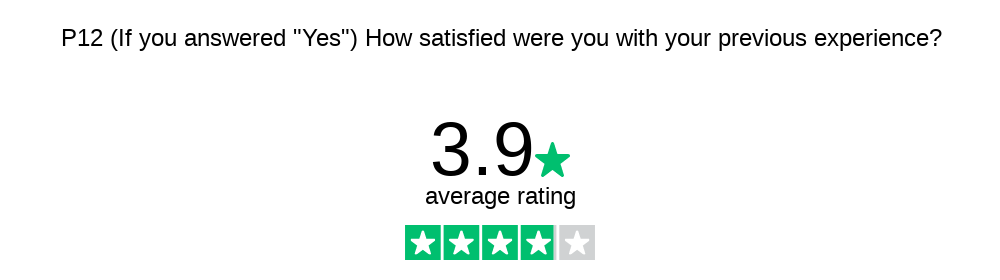 P12 (If you answered "Yes") How satisfied were you with your previous experience?
3.9
average rating